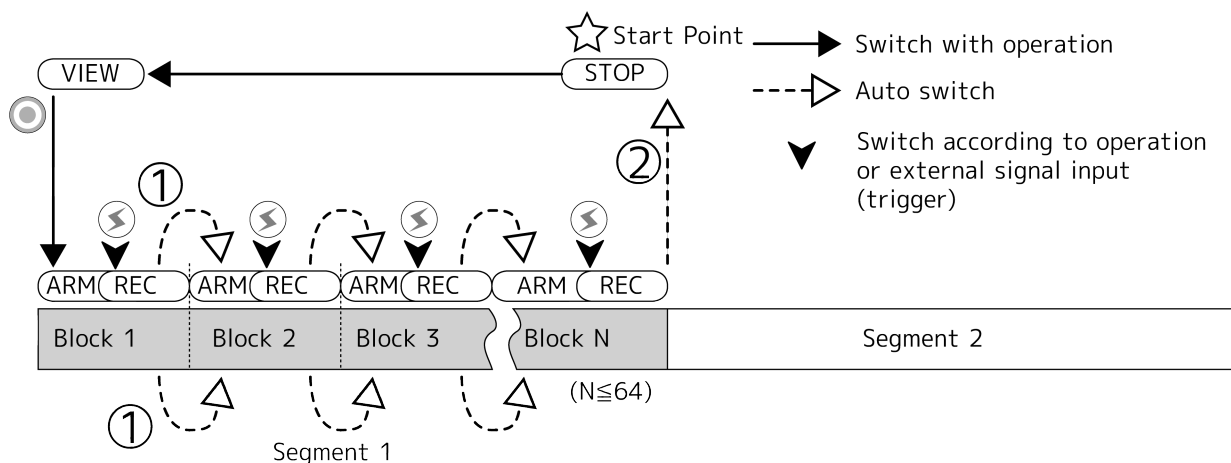 Start Point
Switch with operation
VIEW
STOP
Auto switch
Switch according to operation
or external signal input
(trigger)
①
②
ARM REC ARM REC ARM REC ARM REC
Block 1 Block 2 Block 3 Block N Segment 2
(N≦64)
①
Segment 1